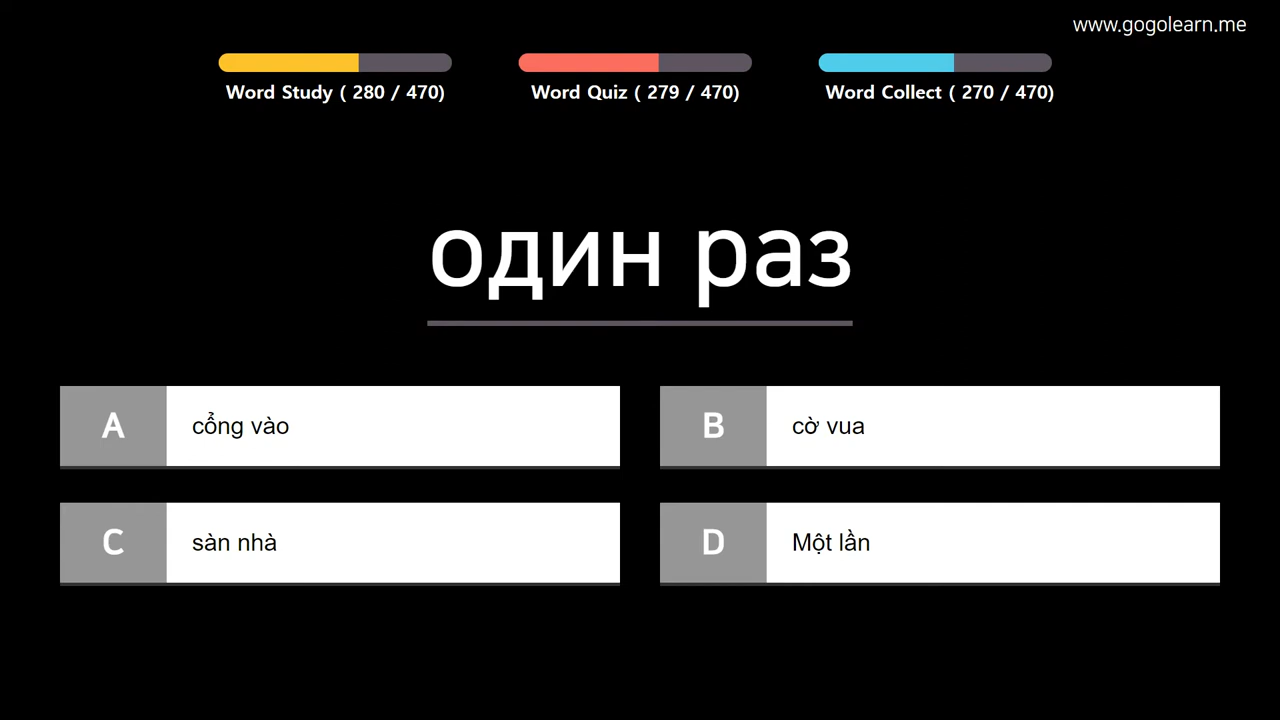 www.gogolearn.me
Word Study ( 280 / 470)
Word Quiz ( 279 / 470)
Word Collect ( 270 / 470)
один раз
A cổng vào
B cờ vua
C sàn nhà
D Một lần